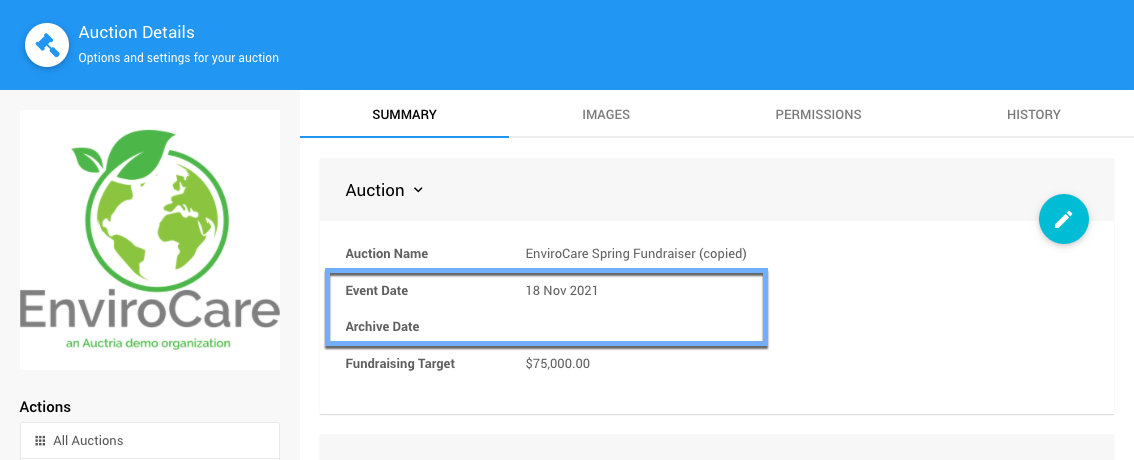 Auction Details
Options and settings for your auction
SUMMARY IMAGES PERMISSIONS HISTORY
EnviroCare
an Auctria demo organization
Auction
Auction Name EnviroCare Spring Fundraiser (copied)
Event Date 18 Nov 2021
Archive Date
Fundraising Target $75,000.00
Actions
All Auctions